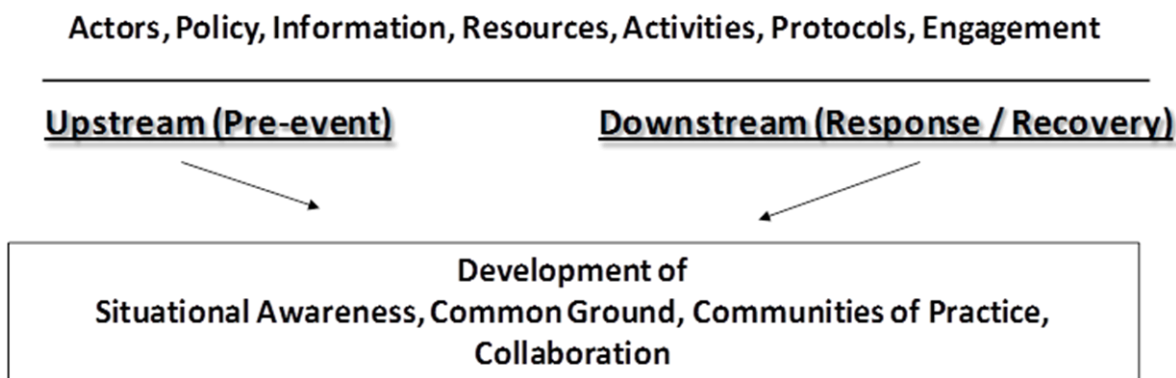 Actors, Policy, Information, Resources, Activities, Protocols, Engagement
Upstream (Pre-event)
Downstream (Response / Recovery)
Development of
Situational Awareness, Common Ground, Communities of Practice,
Collaboration